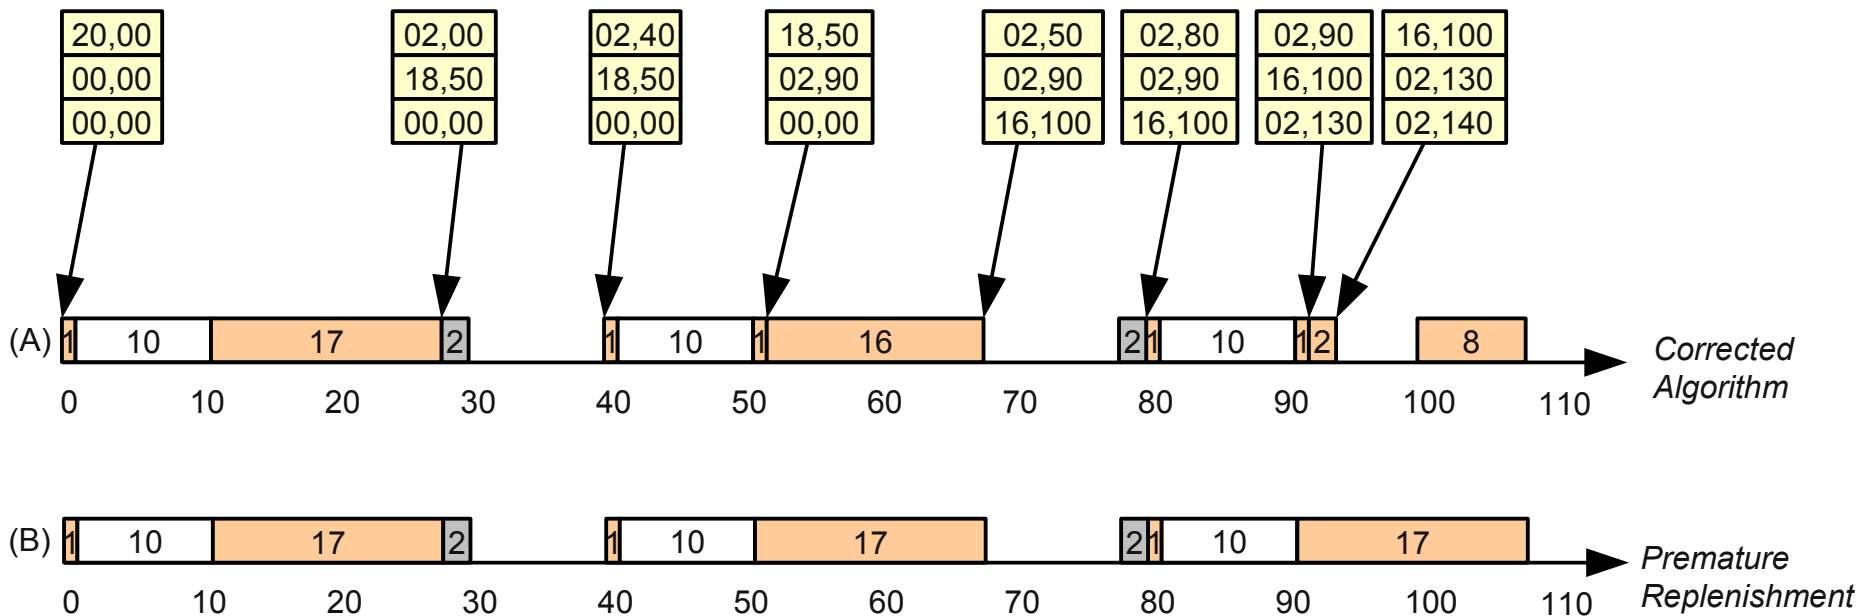 20,00 02,00 02,40 18,50 02,50 02,80 02,90 16,100
00,00 18,50 18,50 02,90 02,90 02,90 16,100 02,130
00,00 00,00 00,00 00,00 16,100 16,100 02,130 02,140
(A) 1 10 17 2 1 10 1 16 2 1 10 1 2 8 Corrected
Algorithm
0 10 20 30 40 50 60 70 80 90 100 110
(B) 1 10 17 2 1 10 17 2 1 10 17 Premature
Replenishment
0 10 20 30 40 50 60 70 80 90 100 110